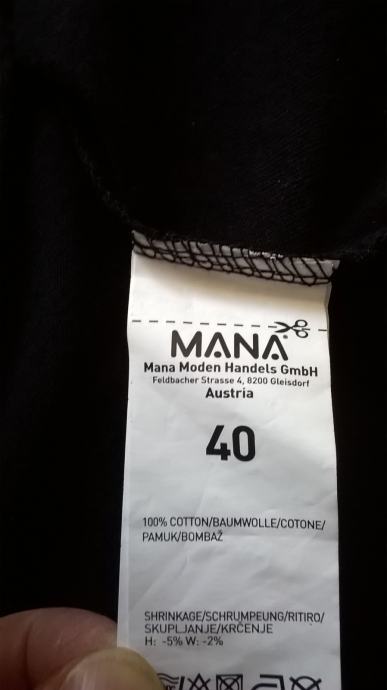 MANA
Mana Moden Handels GmbH
Feldbacher Strasse 4, 8200 Gleisdorf
Austria
40
100% COTTON/BAUMWOLLE/COTONE/
PAMUK/BOMBAŽ
SHRINKAGE/SCHRUMPEUNG/RITIRO/
SKUPLJANJE/KRČENJE
H: -5% W: -2%